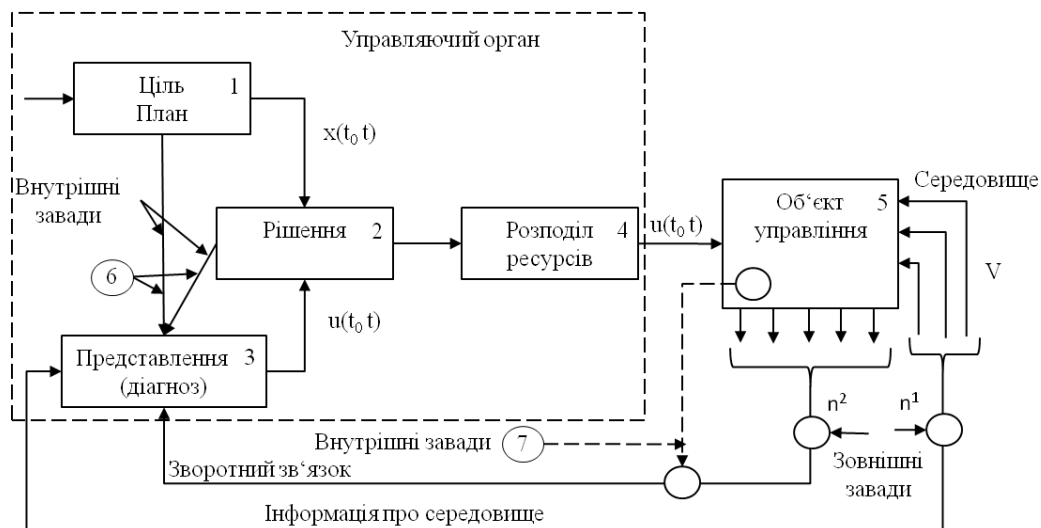 Управляючий орган
Ціль
План
1
x(t₀ t)
Внутрішні
завади
Рішення 2
Розподіл
ресурсів
4
u(t₀ t)
Об‘єкт
управління
5
Середовище
V
6
u(t₀ t)
Представлення
(діагноз)
3
n²
n¹
Внутрішні завади
7
Зовнішні
завади
Зворотний зв‘язок
Інформація про середовище